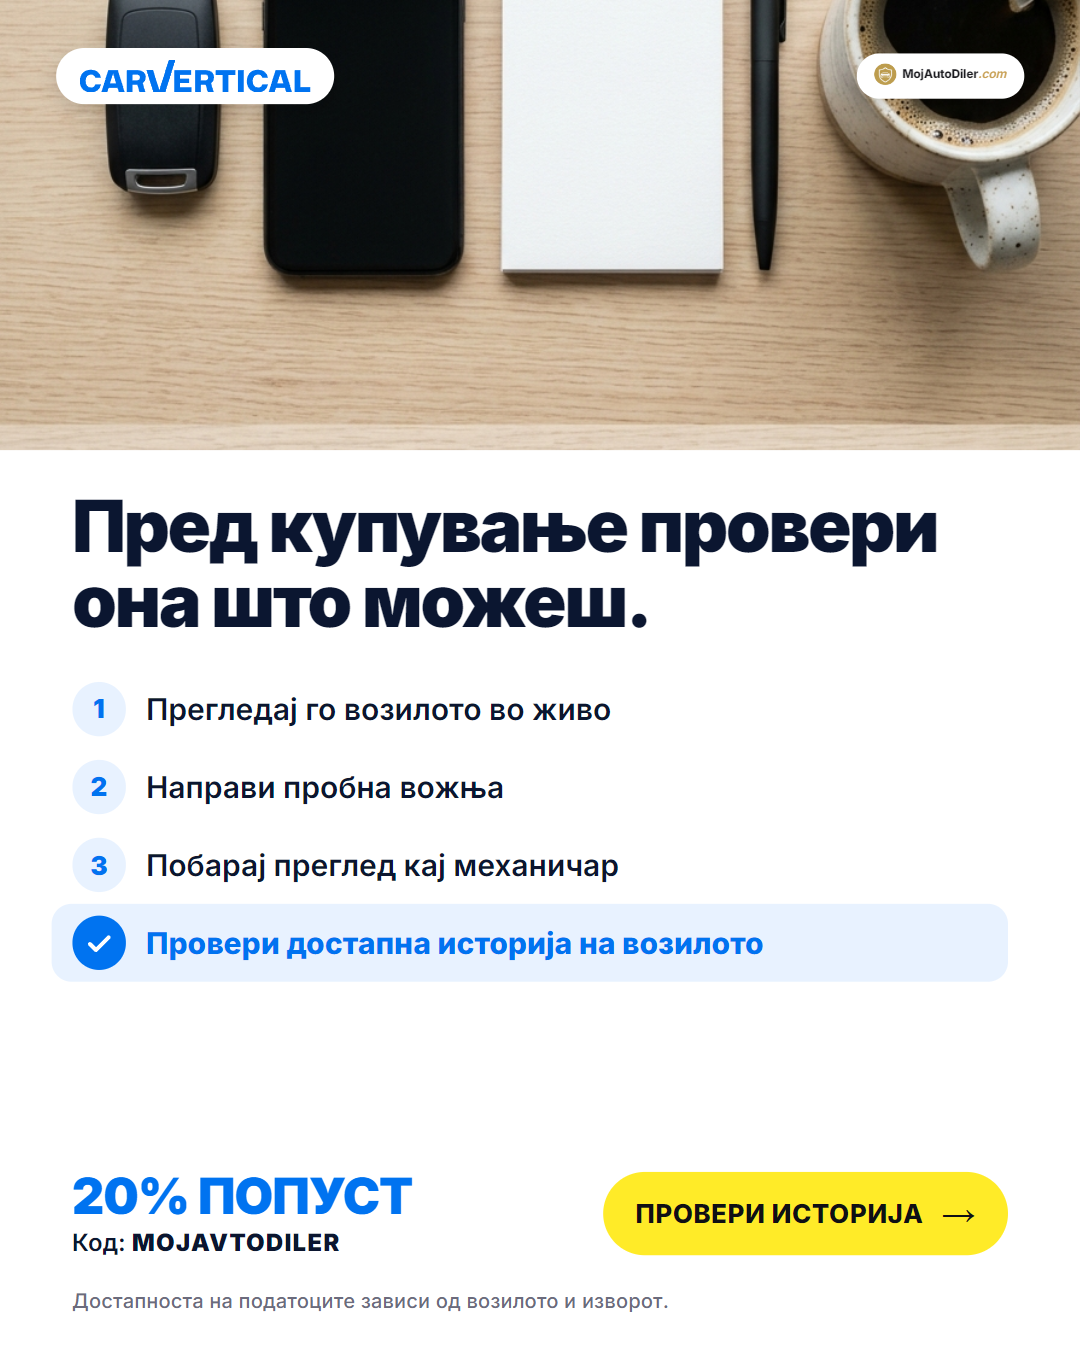 CARVERTICAL
MojAutoDiler.com
Пред купување провери
она што можеш.
1 Прегледај го возилото во живо
2 Направи пробна вожња
3 Побарај преглед кај механичар
Провери достапна историја на возилото
20% ПОПУСТ
Код: MOJAVTODILER
ПРОВЕРИ ИСТОРИЈА →
Достапноста на податоците зависи од возилото и изворот.